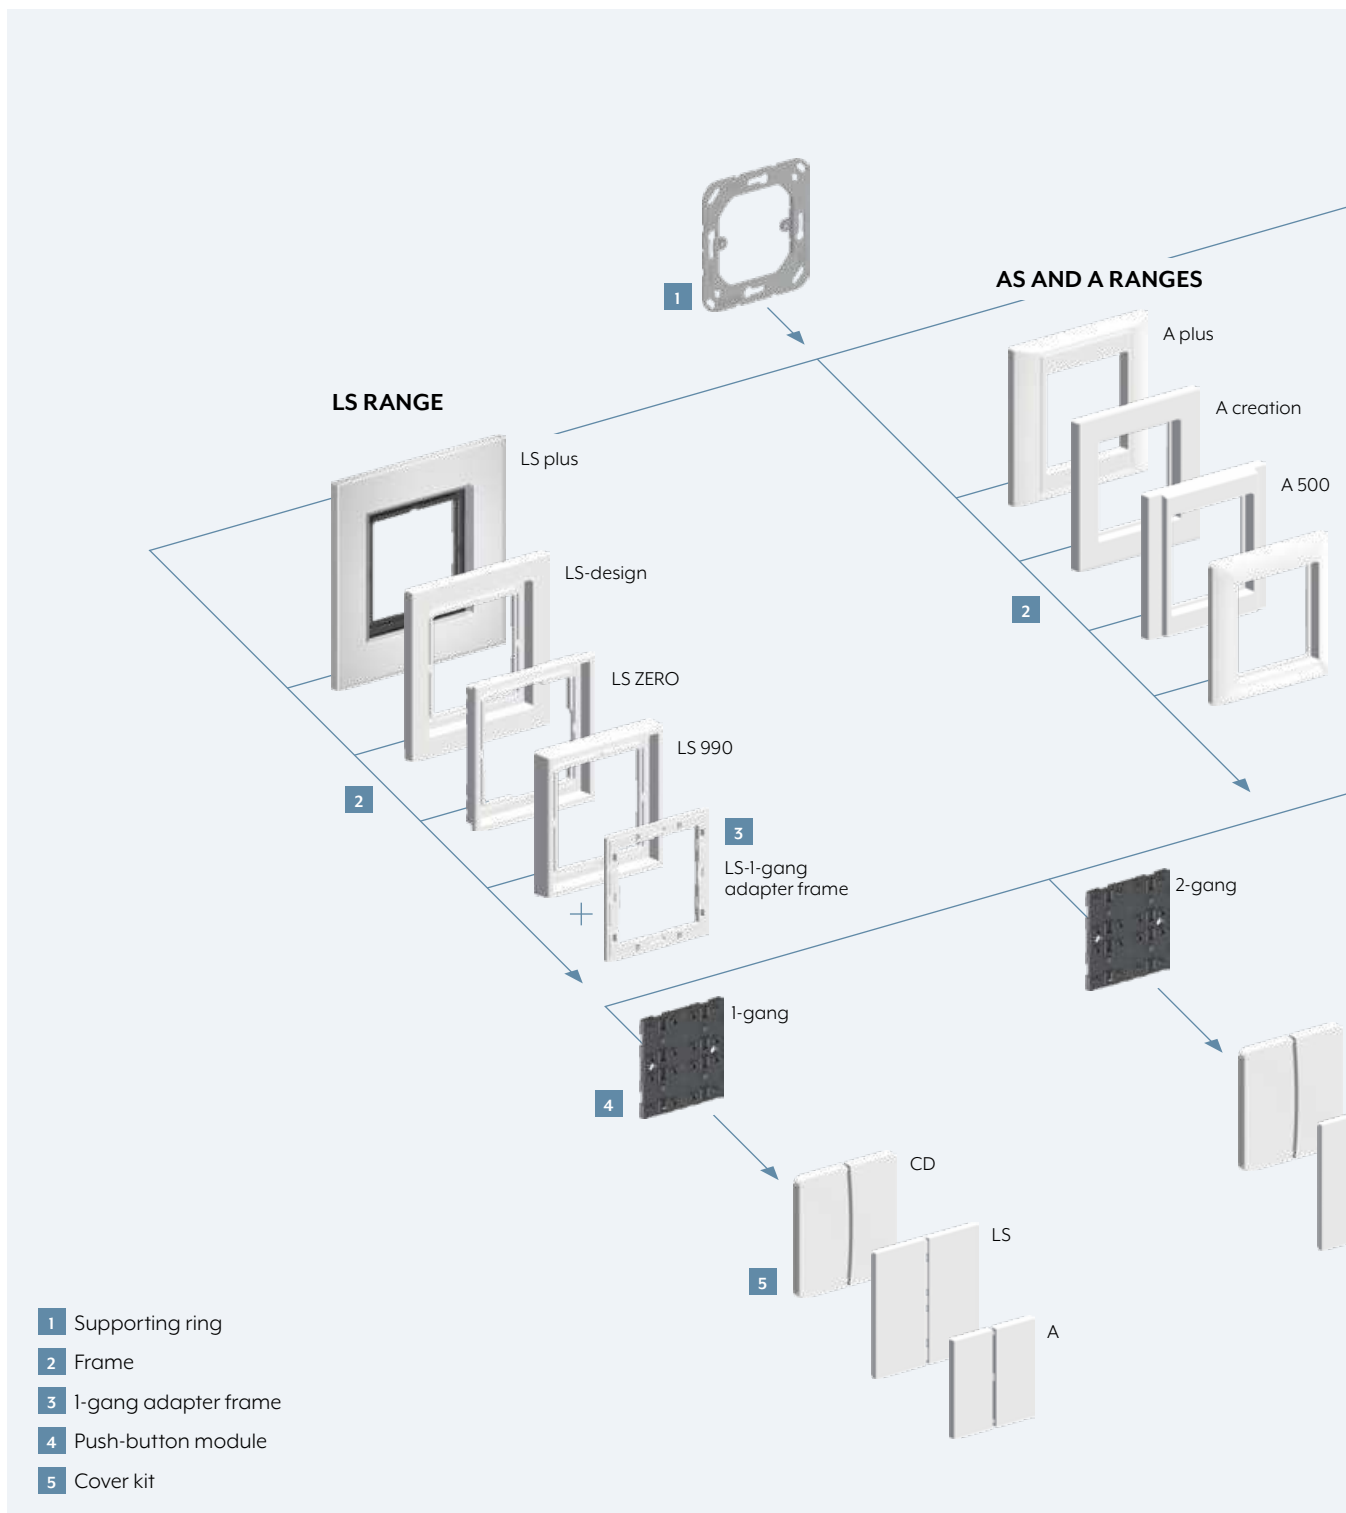 1
AS AND A RANGES
A plus
LS RANGE
A creation
LS plus
A 500
LS-design
2
LS ZERO
LS 990
2
3
LS-1-gang
adapter frame
2-gang
1-gang
4
CD
LS
5
A
1 Supporting ring
2 Frame
3 1-gang adapter frame
4 Push-button module
5 Cover kit